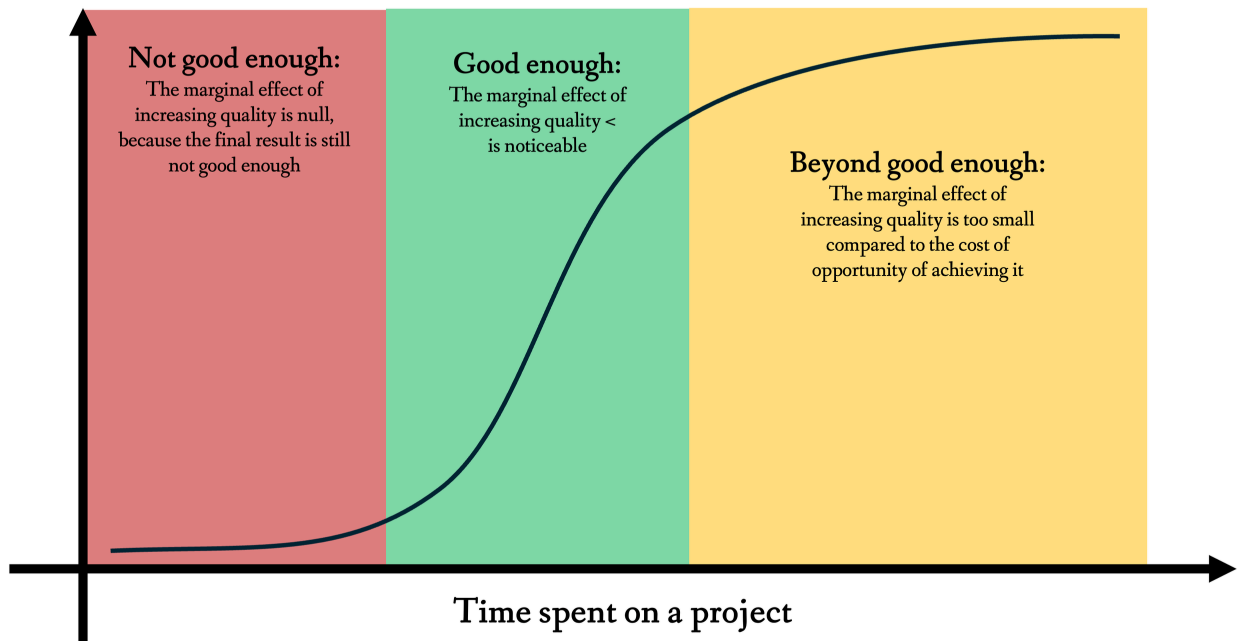 Not good enough:
The marginal effect of
increasing quality is null,
because the final result is still
not good enough
Good enough:
The marginal effect of
increasing quality <
is noticeable
Beyond good enough:
The marginal effect of
increasing quality is too small
compared to the cost of
opportunity of achieving it
Time spent on a project